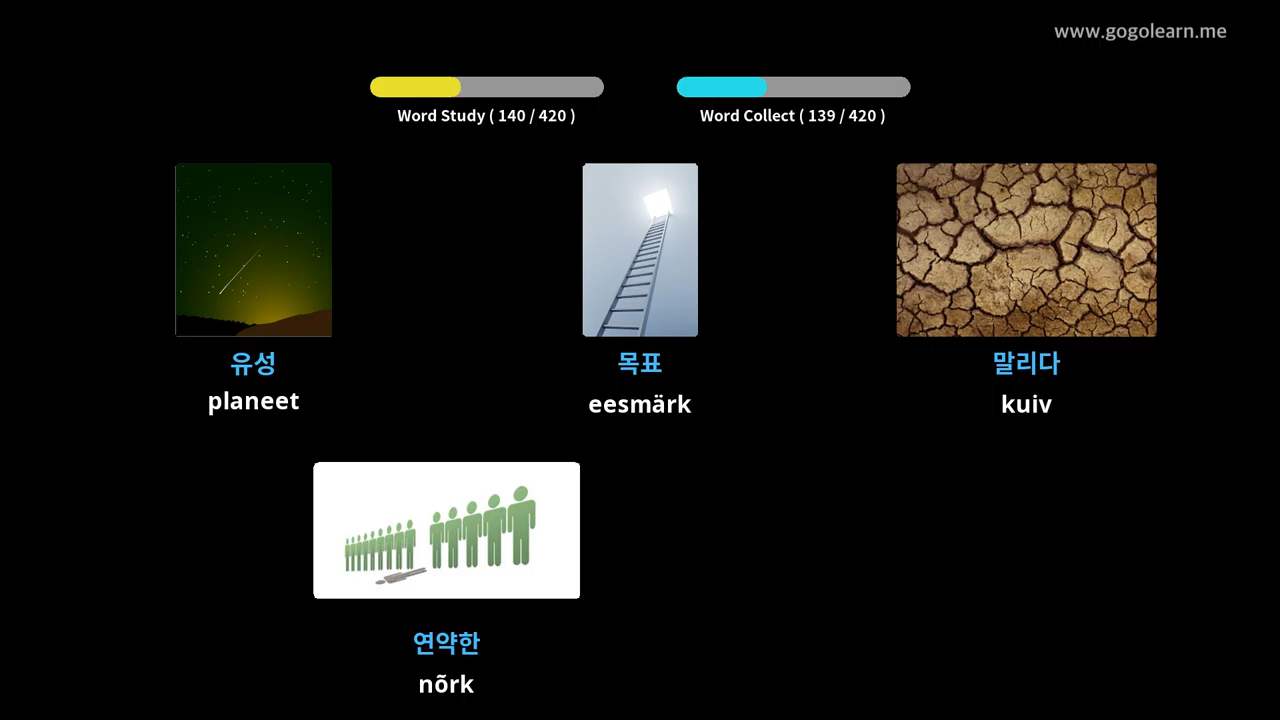 www.gogolearn.me
Word Study ( 140 / 420 )
Word Collect ( 139 / 420 )
유성
planeet
목표
eesmärk
말리다
kuiv
연약한
nõrk